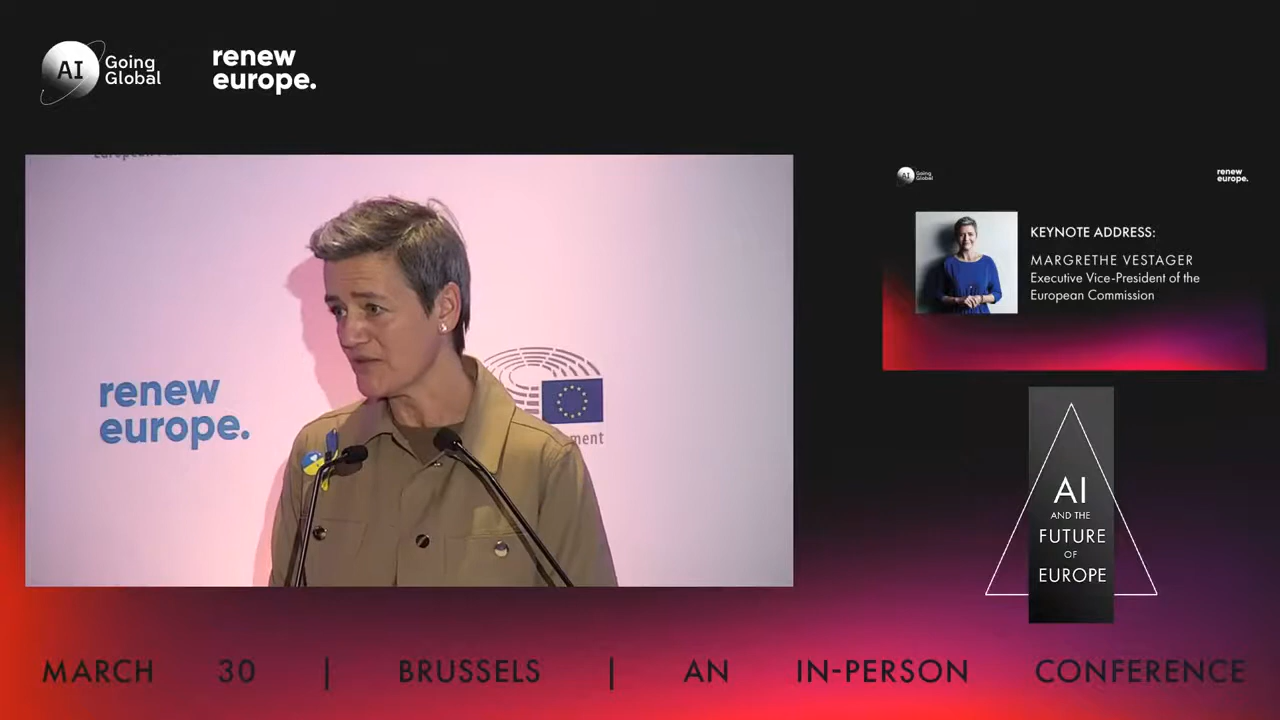 AI
Going
Global
renew
europe.
renew
europe.
ment
AI
Going
Global
renew
europe.
KEYNOTE ADDRESS:
MARGRETHE VESTAGER
Executive Vice-President of the
European Commission
AI
AND THE
FUTURE
OF
EUROPE
MARCH 30 | BRUSSELS | AN IN-PERSON CONFERENCE